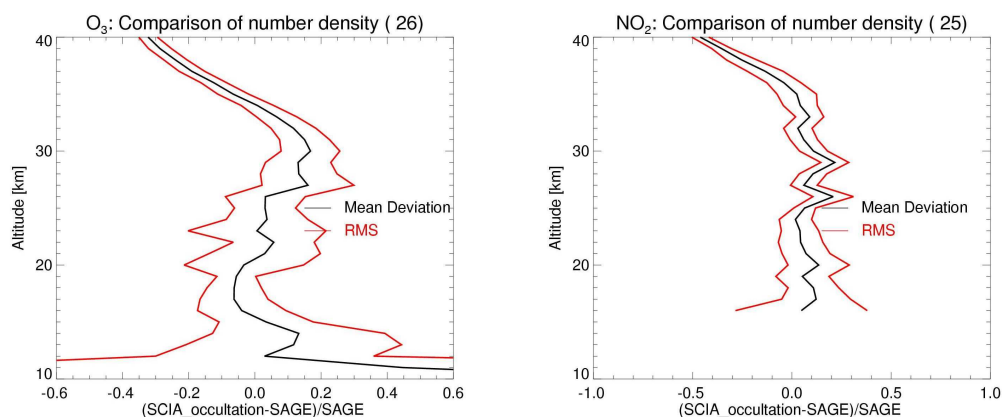 O₃: Comparison of number density ( 26)
40
30
20
10
Altitude [km]
Mean Deviation
RMS
-0.6 -0.4 -0.2 0.0 0.2 0.4 0.6
(SCIA_occultation-SAGE)/SAGE
NO₂: Comparison of number density ( 25)
40
30
20
10
Altitude [km]
Mean Deviation
RMS
-1.0 -0.5 0.0 0.5 1.0
(SCIA_occultation-SAGE)/SAGE